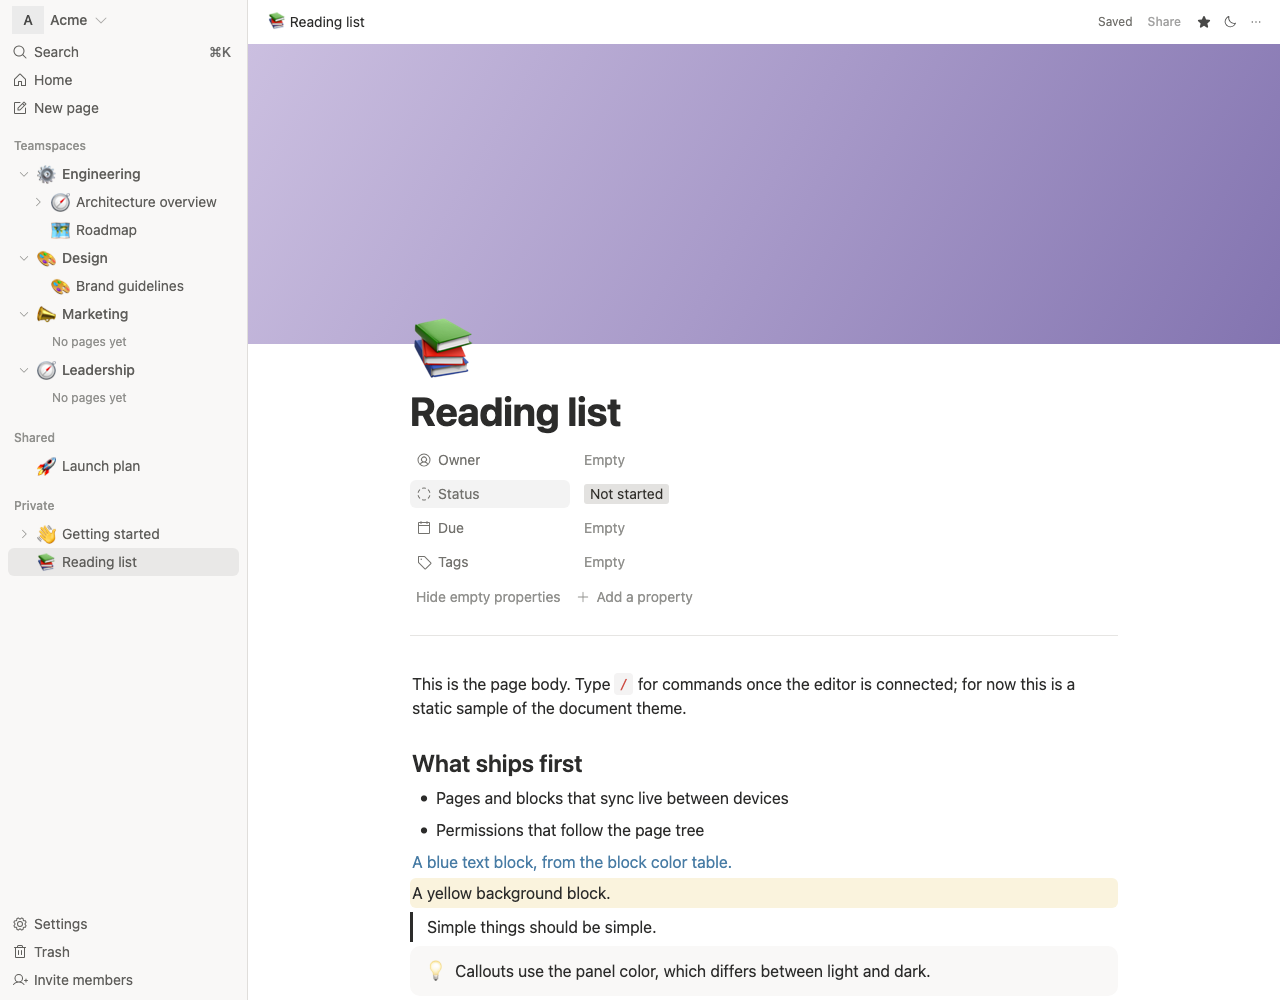 A Acme
Search ⌘K
Home
New page
Teamspaces
Engineering
Architecture overview
Roadmap
Design
Brand guidelines
Marketing
No pages yet
Leadership
No pages yet
Shared
Launch plan
Private
Getting started
Reading list
Settings
Trash
Invite members
Reading list
Saved Share
Reading list
Owner Empty
Status Not started
Due Empty
Tags Empty
Hide empty properties + Add a property
This is the page body. Type / for commands once the editor is connected; for now this is a
static sample of the document theme.
What ships first
• Pages and blocks that sync live between devices
• Permissions that follow the page tree
A blue text block, from the block color table.
A yellow background block.
Simple things should be simple.
Callouts use the panel color, which differs between light and dark.